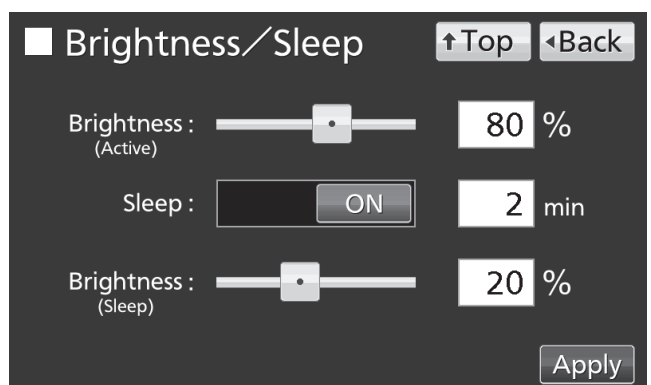 Brightness／Sleep ↑Top ◂Back
Brightness : 80 %
(Active)
Sleep : ON 2 min
Brightness : 20 %
(Sleep)
Apply